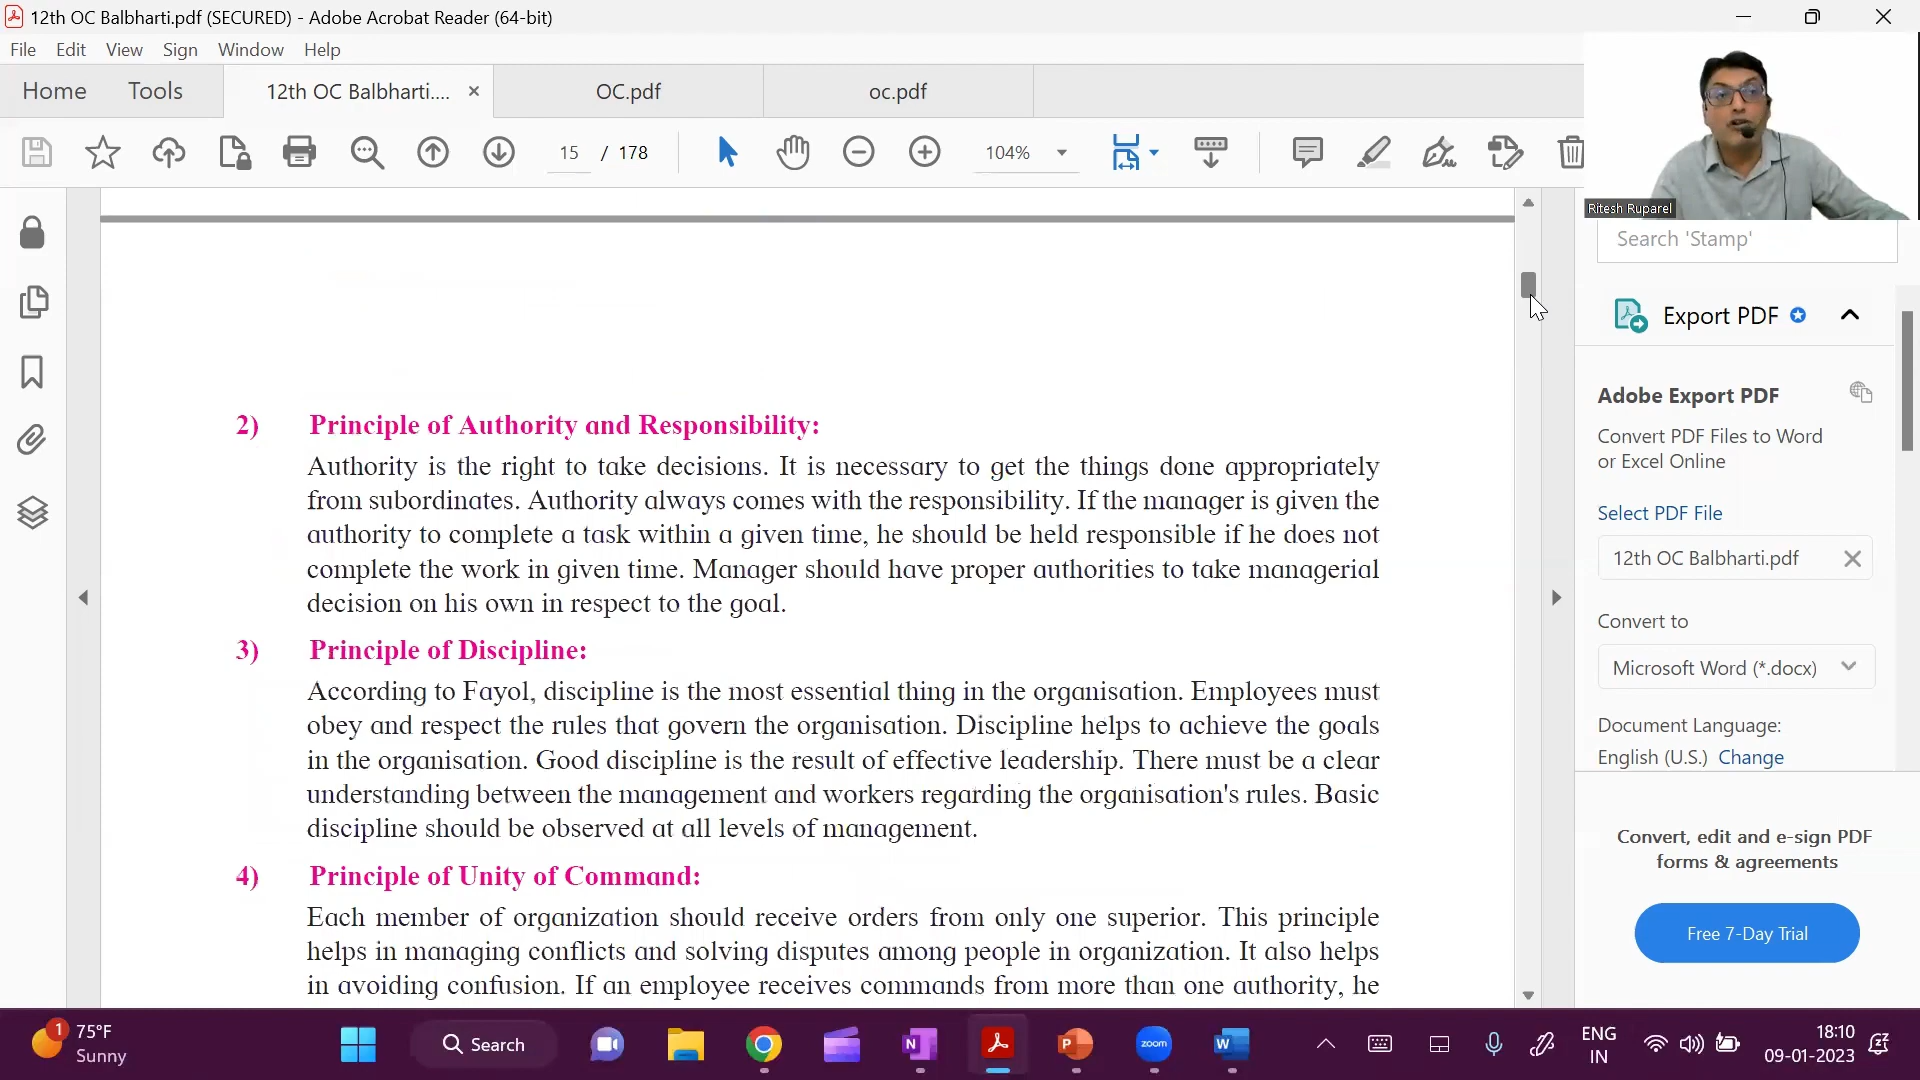 12th OC Balbharti.pdf (SECURED) - Adobe Acrobat Reader (64-bit)
File Edit View Sign Window Help
Home Tools 12th OC Balbharti.... × OC.pdf oc.pdf
15 / 178 104%
Ritesh Ruparel
Search 'Stamp'
Export PDF
Adobe Export PDF
Convert PDF Files to Word
or Excel Online
Select PDF File
12th OC Balbharti.pdf
Convert to
Microsoft Word (*.docx)
Document Language:
English (U.S.) Change
Convert, edit and e-sign PDF
forms & agreements
Free 7-Day Trial
2) Principle of Authority and Responsibility:
Authority is the right to take decisions. It is necessary to get the things done appropriately
from subordinates. Authority always comes with the responsibility. If the manager is given the
authority to complete a task within a given time, he should be held responsible if he does not
complete the work in given time. Manager should have proper authorities to take managerial
decision on his own in respect to the goal.
3) Principle of Discipline:
According to Fayol, discipline is the most essential thing in the organisation. Employees must
obey and respect the rules that govern the organisation. Discipline helps to achieve the goals
in the organisation. Good discipline is the result of effective leadership. There must be a clear
understanding between the management and workers regarding the organisation's rules. Basic
discipline should be observed at all levels of management.
4) Principle of Unity of Command:
Each member of organization should receive orders from only one superior. This principle
helps in managing conflicts and solving disputes among people in organization. It also helps
in avoiding confusion. If an employee receives commands from more than one authority, he
1 75°F
Sunny
Search
N
P
zoom
W
ENG
IN
18:10
09-01-2023